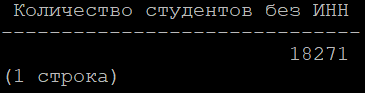 Количество студентов без ИНН
---------------------------------
18271
(1 строка)